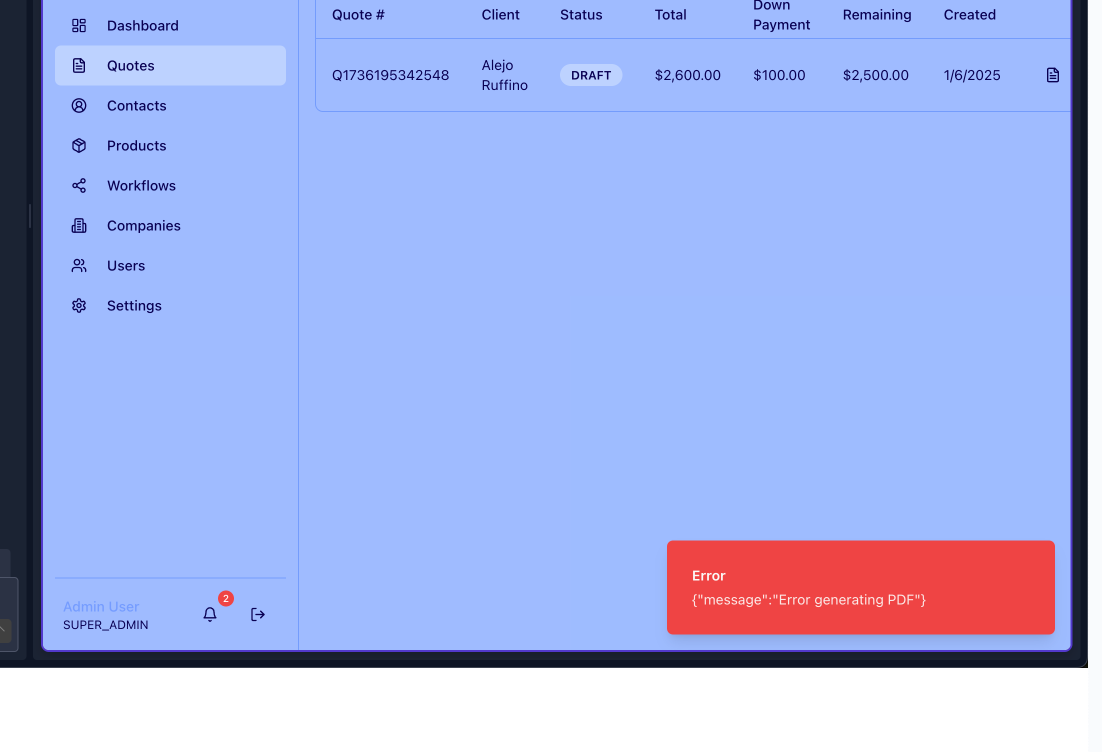 Dashboard
Quotes
Contacts
Products
Workflows
Companies
Users
Settings
Admin User
SUPER_ADMIN
2
Quote #
Client
Status
Total
Down
Payment
Remaining
Created
Q1736195342548
Alejo
Ruffino
DRAFT
$2,600.00
$100.00
$2,500.00
1/6/2025
Error
{"message":"Error generating PDF"}